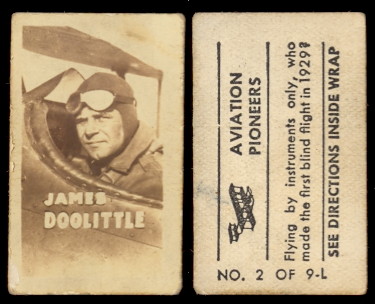 JAMES
DOOLITTLE
AVIATION
PIONEERS
Flying by instruments only, who
made the first blind flight in 1929?
SEE DIRECTIONS INSIDE WRAP
NO. 2 OF 9-L